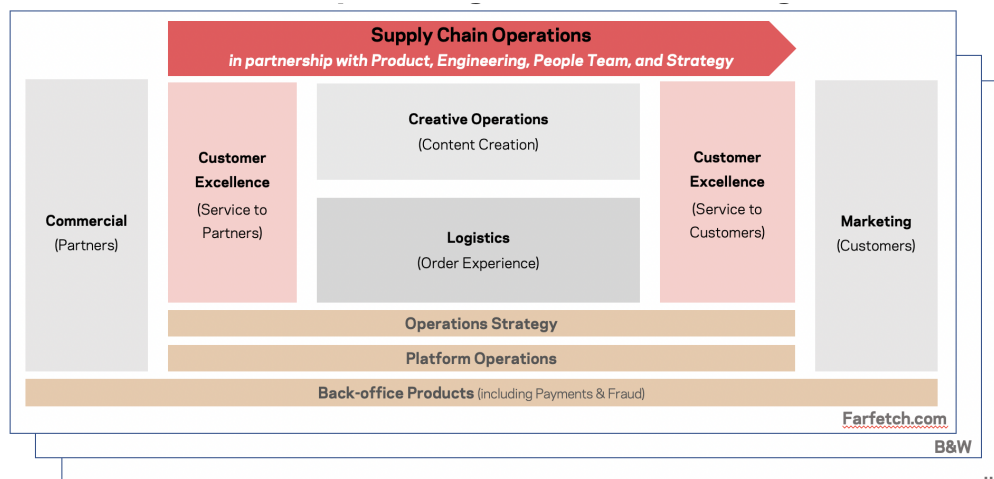 Supply Chain Operations
in partnership with Product, Engineering, People Team, and Strategy
Commercial
(Partners)
Customer
Excellence
(Service to
Partners)
Creative Operations
(Content Creation)
Logistics
(Order Experience)
Customer
Excellence
(Service to
Customers)
Marketing
(Customers)
Operations Strategy
Platform Operations
Back-office Products (including Payments & Fraud)
Farfetch.com
B&W